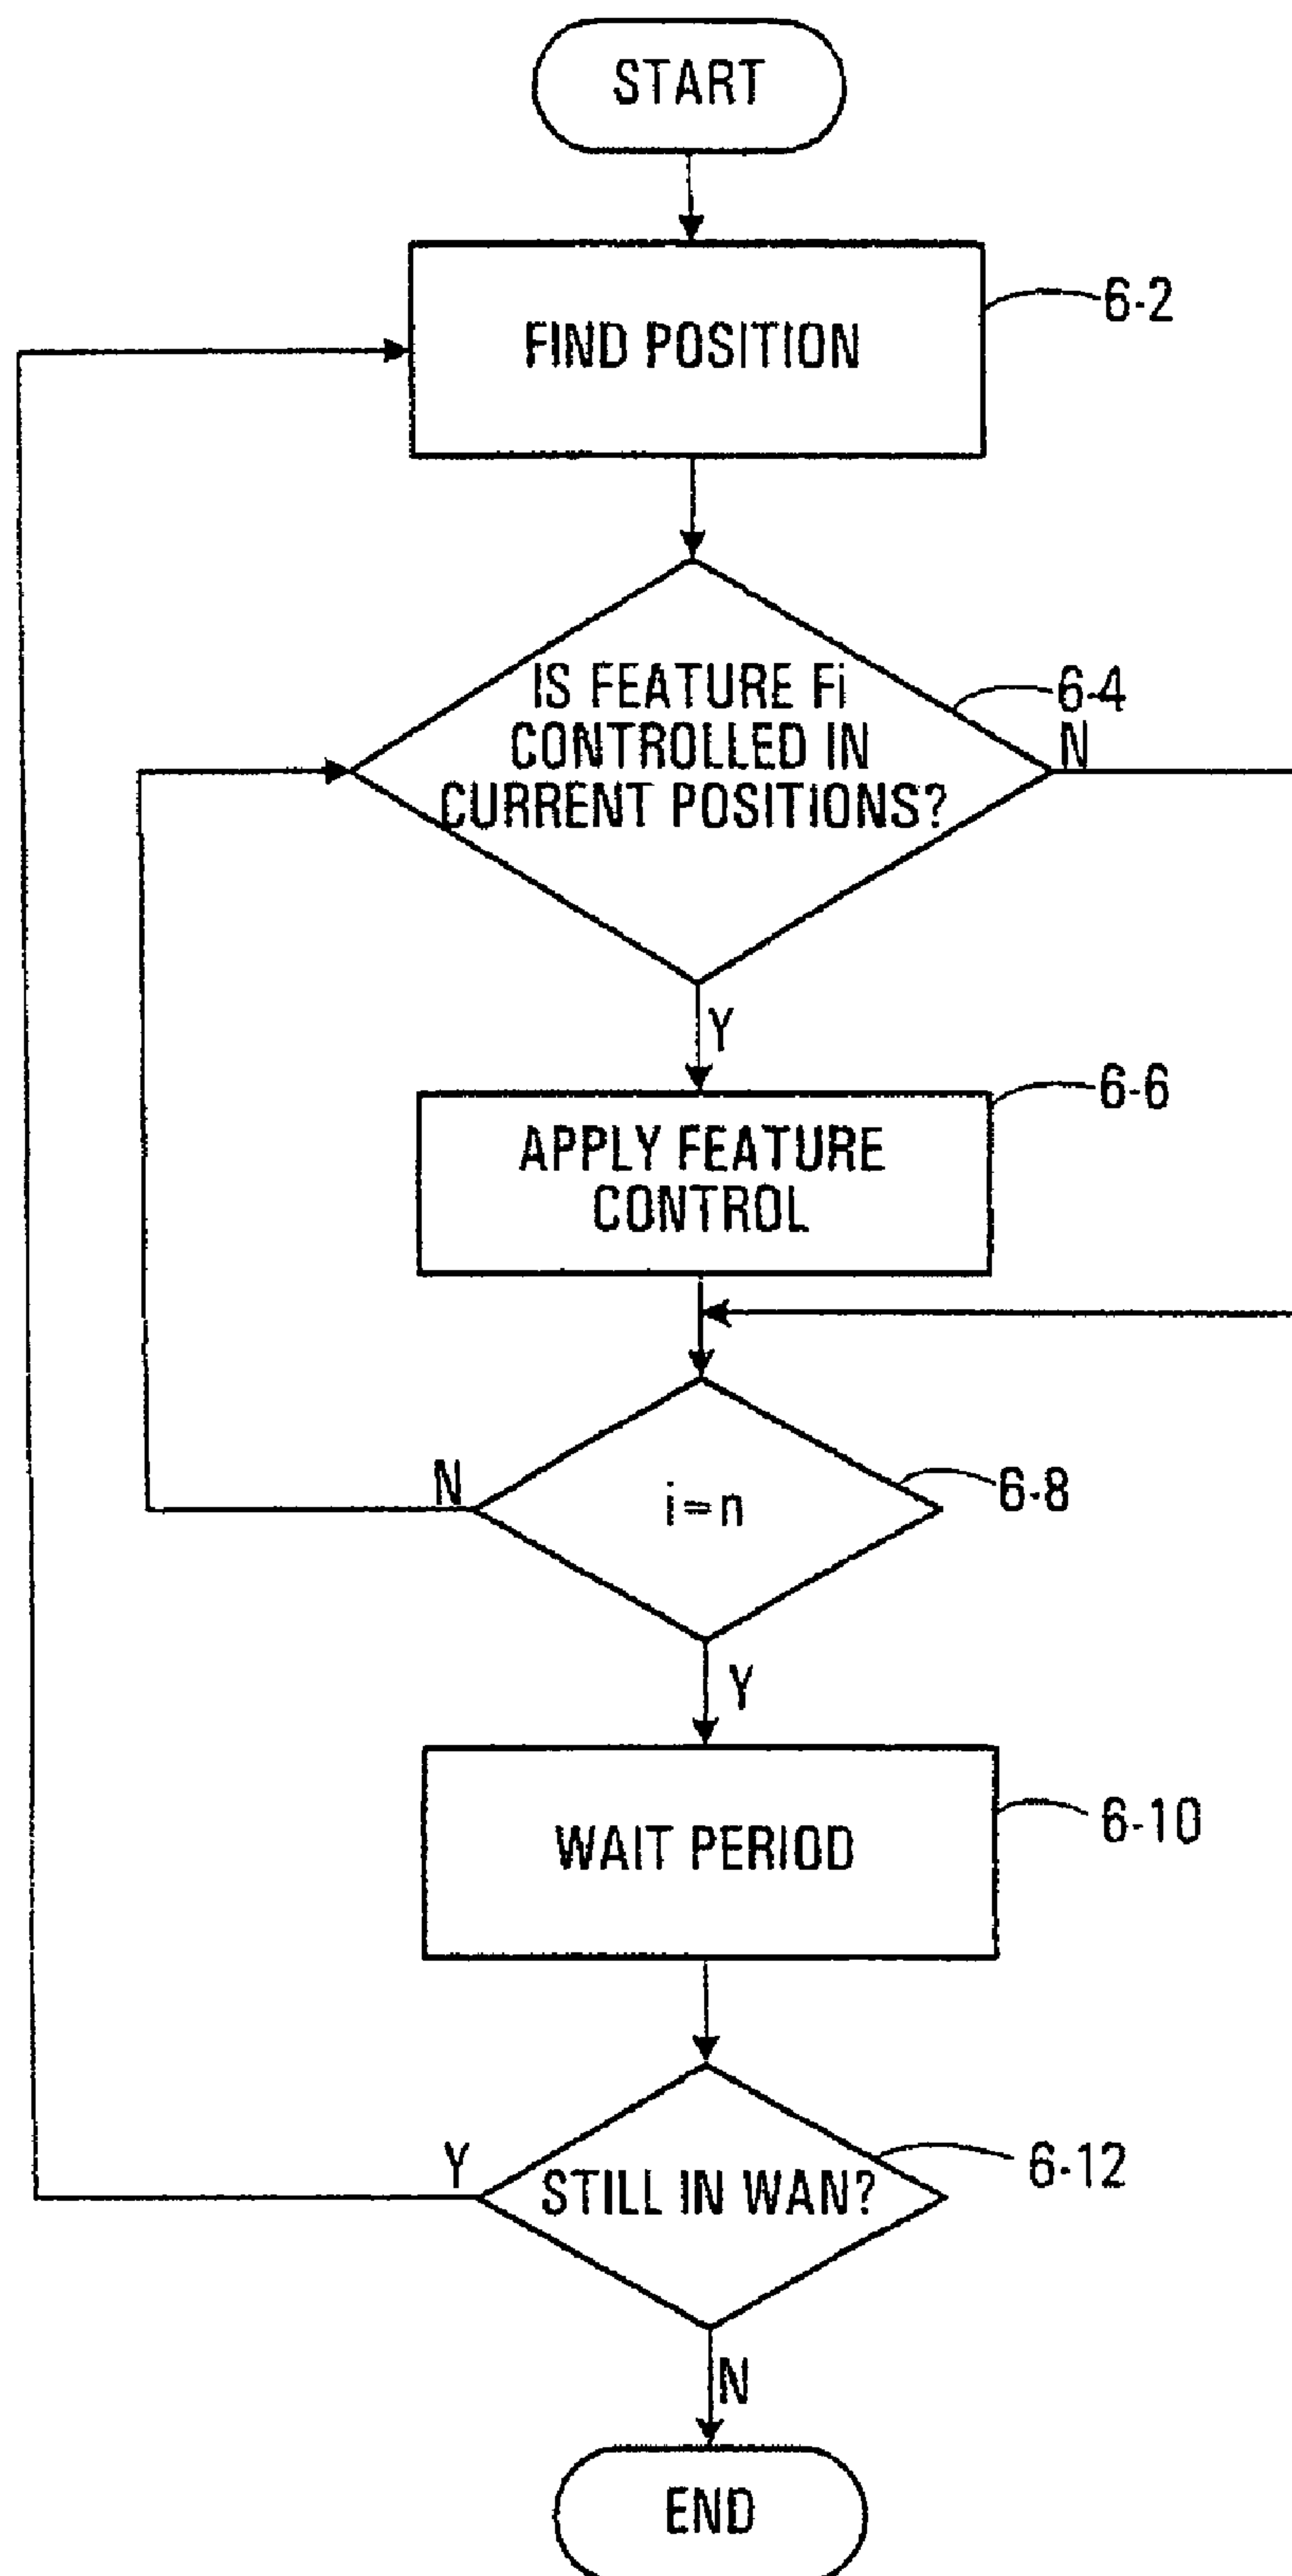 START
FIND POSITION
6-2
IS FEATURE Fi
CONTROLLED IN
CURRENT POSITIONS?
6-4
N
Y
APPLY FEATURE
CONTROL
6-6
i=n
6-8
N
Y
WAIT PERIOD
6-10
STILL IN WAN?
6-12
Y
N
END